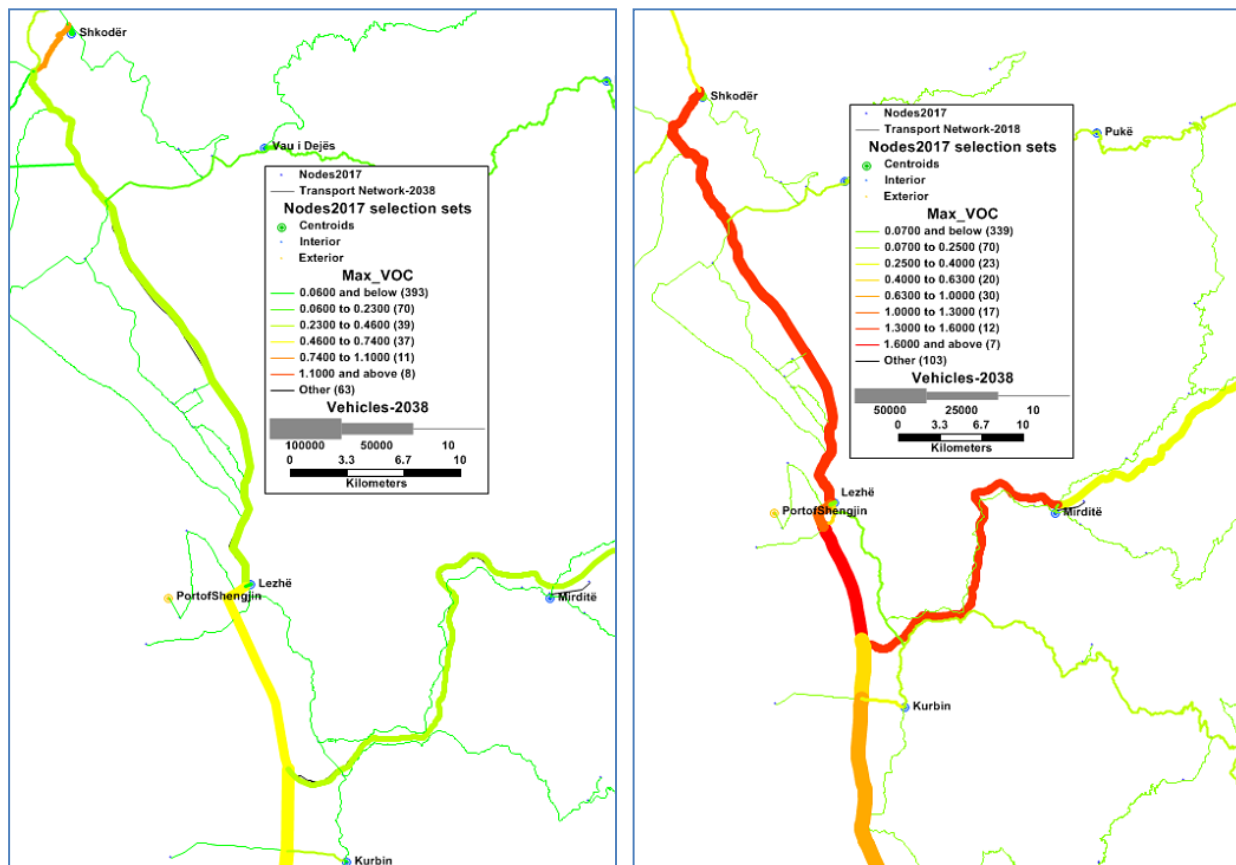 Shkodër
Vau i Dejës
Nodes2017
Transport Network-2038
Nodes2017 selection sets
Centroids
Interior
Exterior
Max_VOC
0.0600 and below (393)
0.0600 to 0.2300 (70)
0.2300 to 0.4600 (39)
0.4600 to 0.7400 (37)
0.7400 to 1.1000 (11)
1.1000 and above (8)
Other (63)
Vehicles-2038
100000 50000 10
0 3.3 6.7 10
Kilometers
Lezhë
PortofShengjin
Mirditë
Kurbin
Shkodër
Nodes2017
Transport Network-2018
Nodes2017 selection sets
Centroids
Interior
Exterior
Max_VOC
0.0700 and below (339)
0.0700 to 0.2500 (70)
0.2500 to 0.4000 (23)
0.4000 to 0.6300 (20)
0.6300 to 1.0000 (30)
1.0000 to 1.3000 (17)
1.3000 to 1.6000 (12)
1.6000 and above (7)
Other (103)
Vehicles-2038
50000 25000 10
0 3.3 6.7 10
Kilometers
Pukë
Lezhë
PortofShengjin
Mirditë
Kurbin